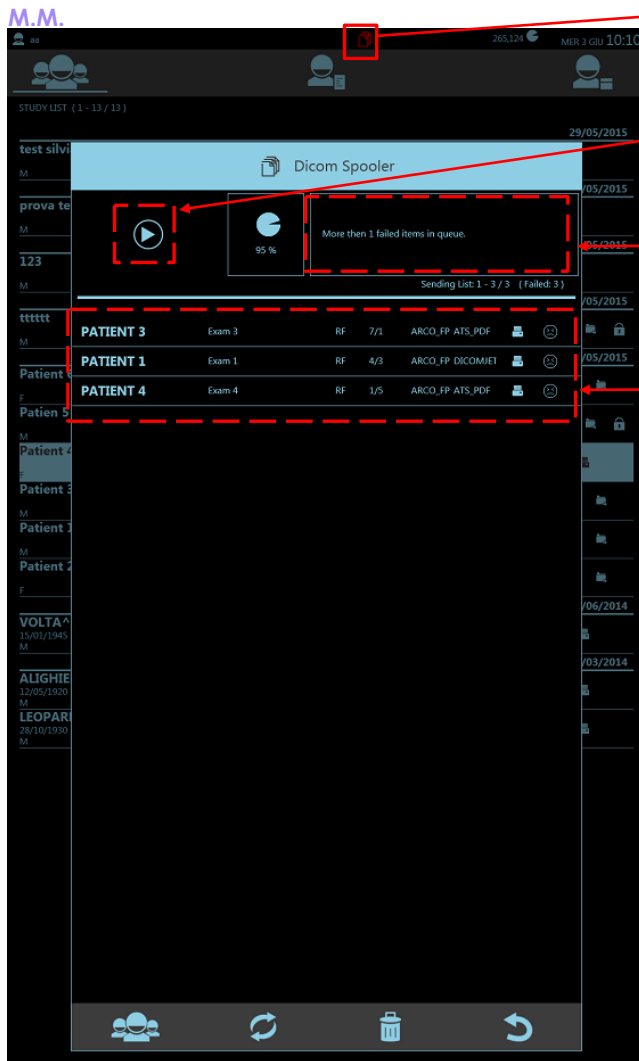 M.M.
aa 265,124 MER 3 GIU 10:10
STUDY LIST ( 1 - 13 / 13 )
29/05/2015
test silvi
M
Dicom Spooler
/05/2015
prova te
M
95 %
More then 1 failed items in queue.
/05/2015
123
M
Sending List: 1 - 3 / 3 ( Failed: 3 )
/05/2015
tttttt
M
PATIENT 3 Exam 3 RF 7/1 ARCO_FP ATS_PDF
/05/2015
PATIENT 1 Exam 1 RF 4/3 ARCO_FP DICOMJET
Patient
F
PATIENT 4 Exam 4 RF 1/5 ARCO_FP ATS_PDF
Patien 5
M
Patient 4
F
Patient 3
M
Patient 1
M
Patient 2
F
/06/2014
VOLTA^
15/01/1945
M
/03/2014
ALIGHIE
12/05/1920
M
LEOPARI
28/10/1930
M